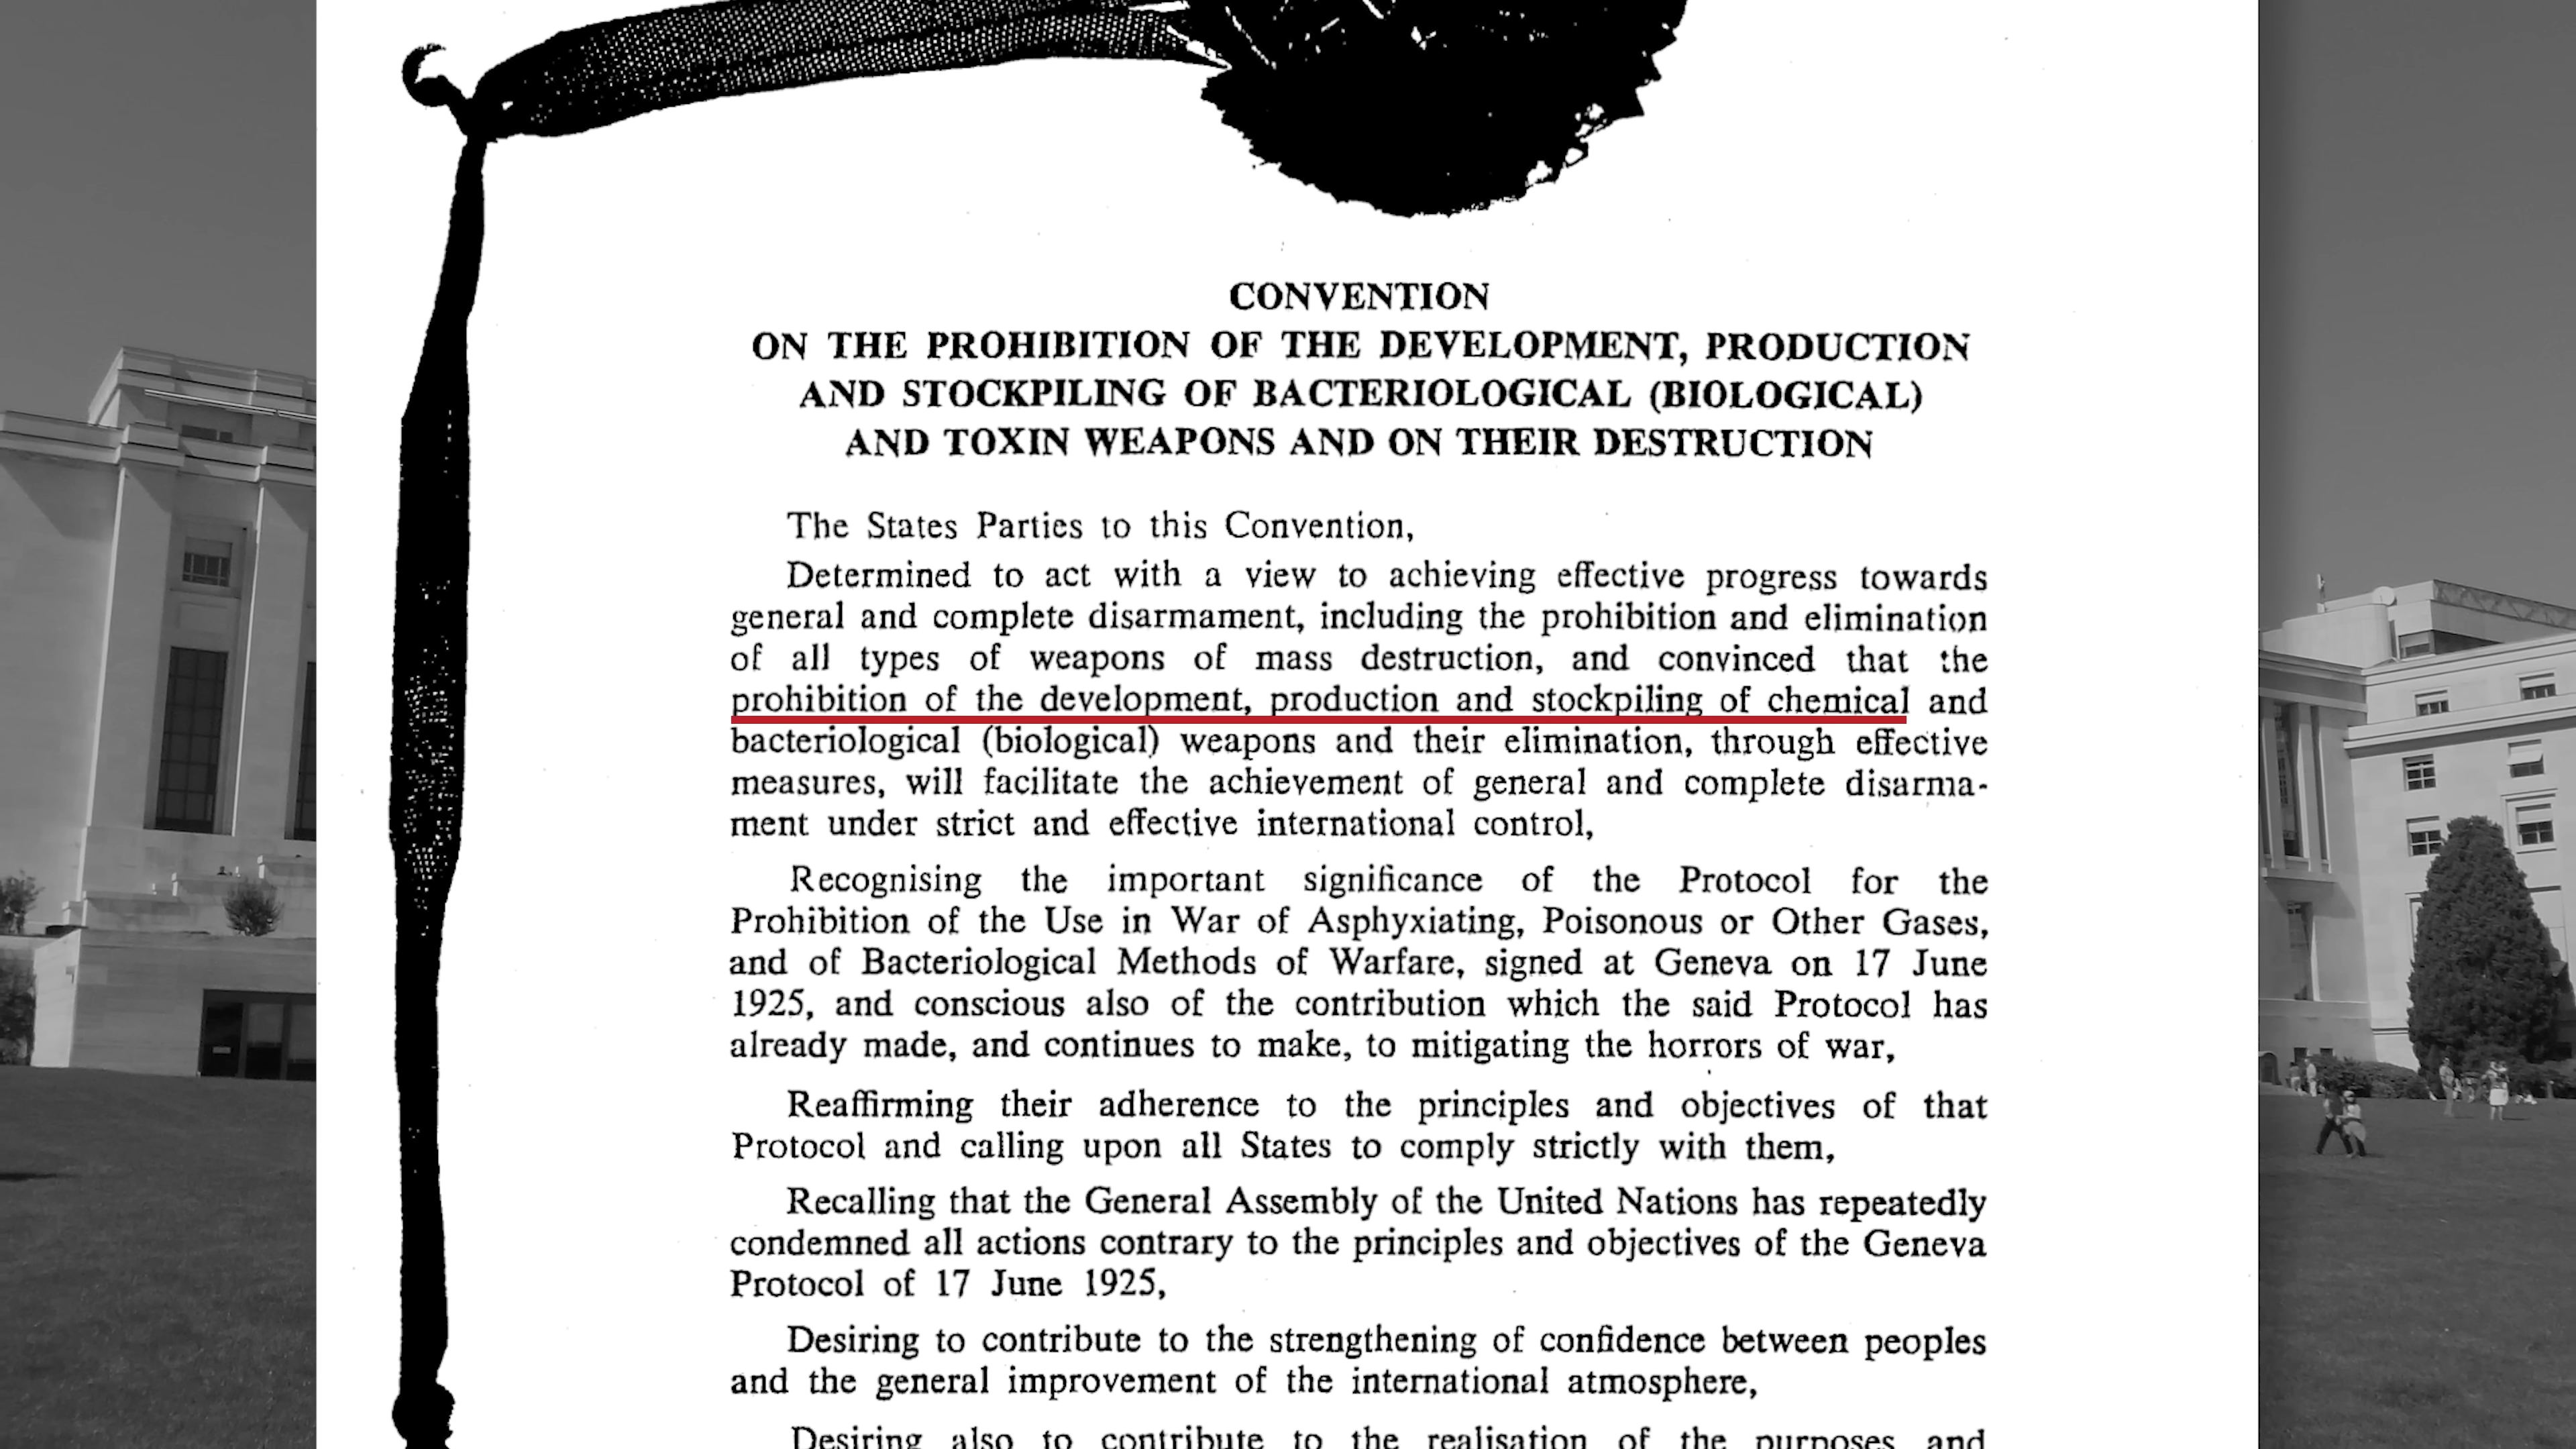 CONVENTION
ON THE PROHIBITION OF THE DEVELOPMENT, PRODUCTION
AND STOCKPILING OF BACTERIOLOGICAL (BIOLOGICAL)
AND TOXIN WEAPONS AND ON THEIR DESTRUCTION
The States Parties to this Convention,
Determined to act with a view to achieving effective progress towards
general and complete disarmament, including the prohibition and elimination
of all types of weapons of mass destruction, and convinced that the
prohibition of the development, production and stockpiling of chemical and
bacteriological (biological) weapons and their elimination, through effective
measures, will facilitate the achievement of general and complete disarma-
ment under strict and effective international control,
Recognising the important significance of the Protocol for the
Prohibition of the Use in War of Asphyxiating, Poisonous or Other Gases,
and of Bacteriological Methods of Warfare, signed at Geneva on 17 June
1925, and conscious also of the contribution which the said Protocol has
already made, and continues to make, to mitigating the horrors of war,
Reaffirming their adherence to the principles and objectives of that
Protocol and calling upon all States to comply strictly with them,
Recalling that the General Assembly of the United Nations has repeatedly
condemned all actions contrary to the principles and objectives of the Geneva
Protocol of 17 June 1925,
Desiring to contribute to the strengthening of confidence between peoples
and the general improvement of the international atmosphere,
Desiring also to contribute to the realisation of the purposes and